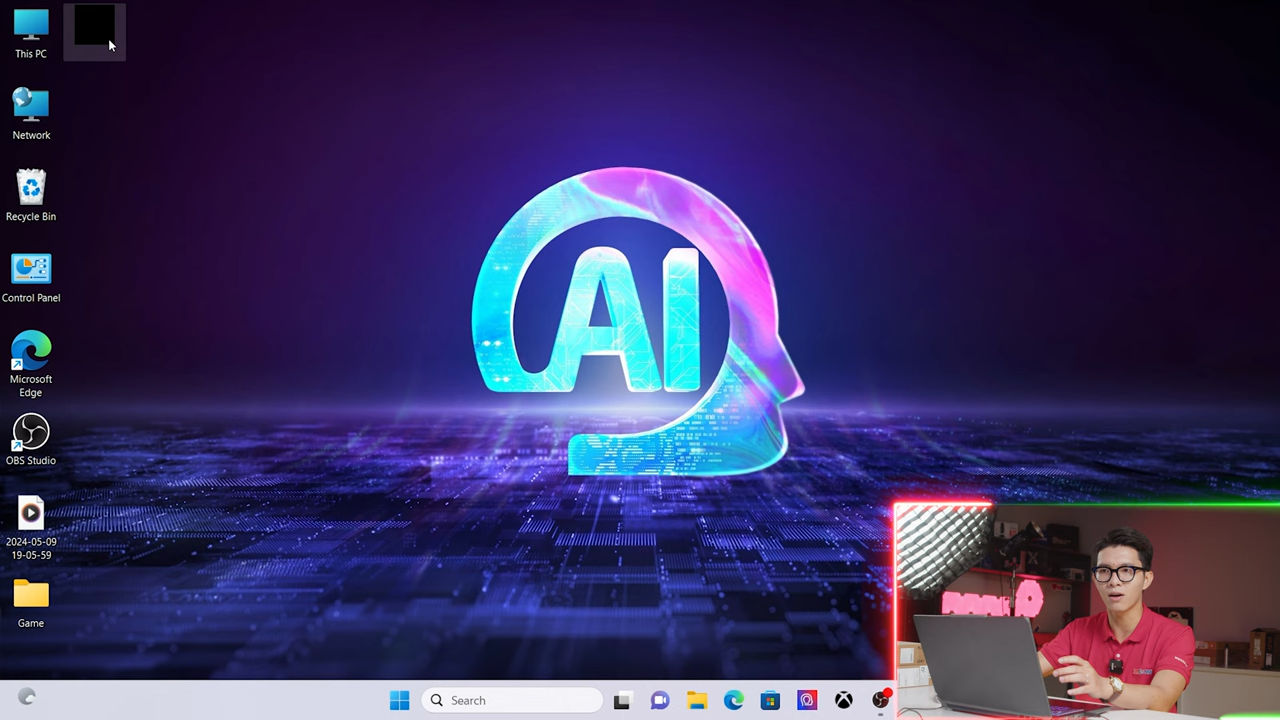 This PC
Network
Recycle Bin
Control Panel
Microsoft
Edge
OBS Studio
2024-05-09
19-05-59
Game
AI
Search